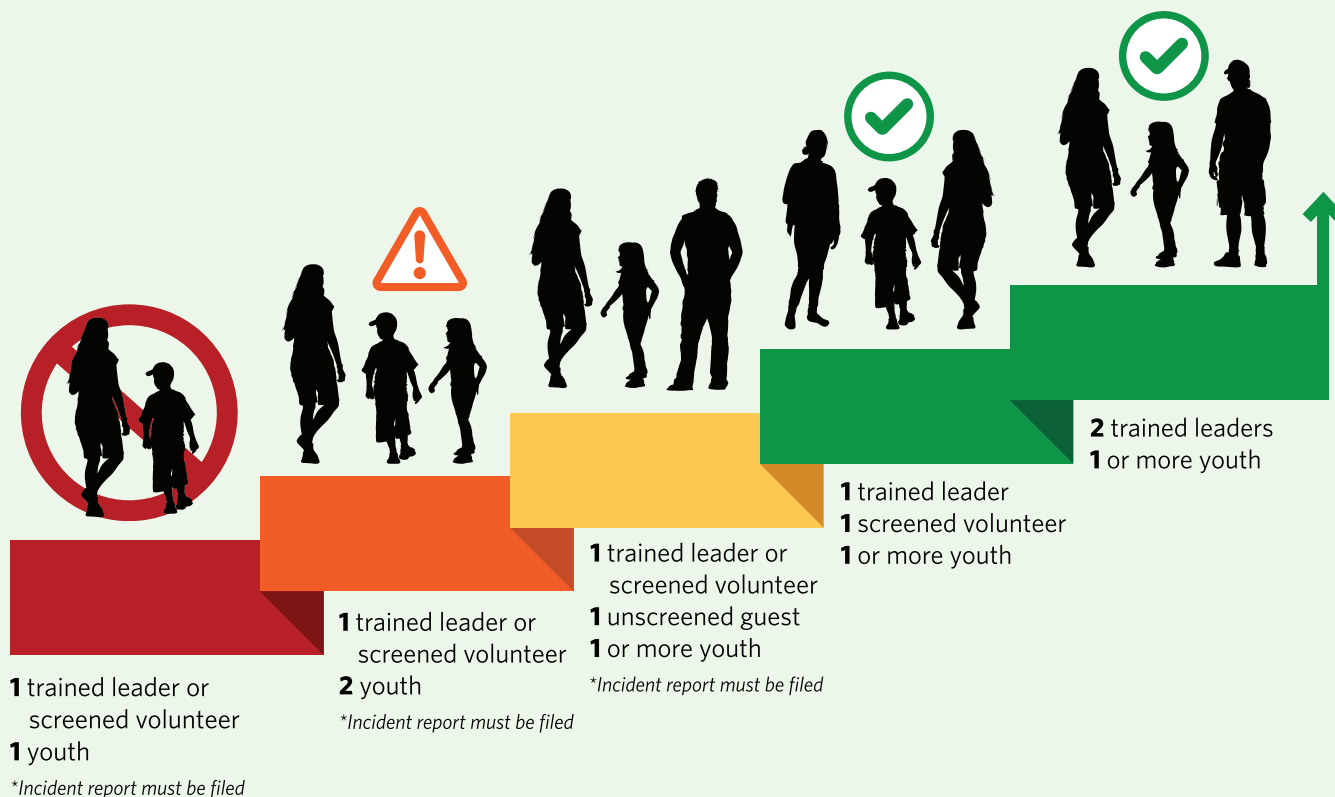 1 trained leader or
screened volunteer
1 youth
*Incident report must be filed
1 trained leader or
screened volunteer
2 youth
*Incident report must be filed
1 trained leader or
screened volunteer
1 unscreened guest
1 or more youth
*Incident report must be filed
1 trained leader
1 screened volunteer
1 or more youth
2 trained leaders
1 or more youth